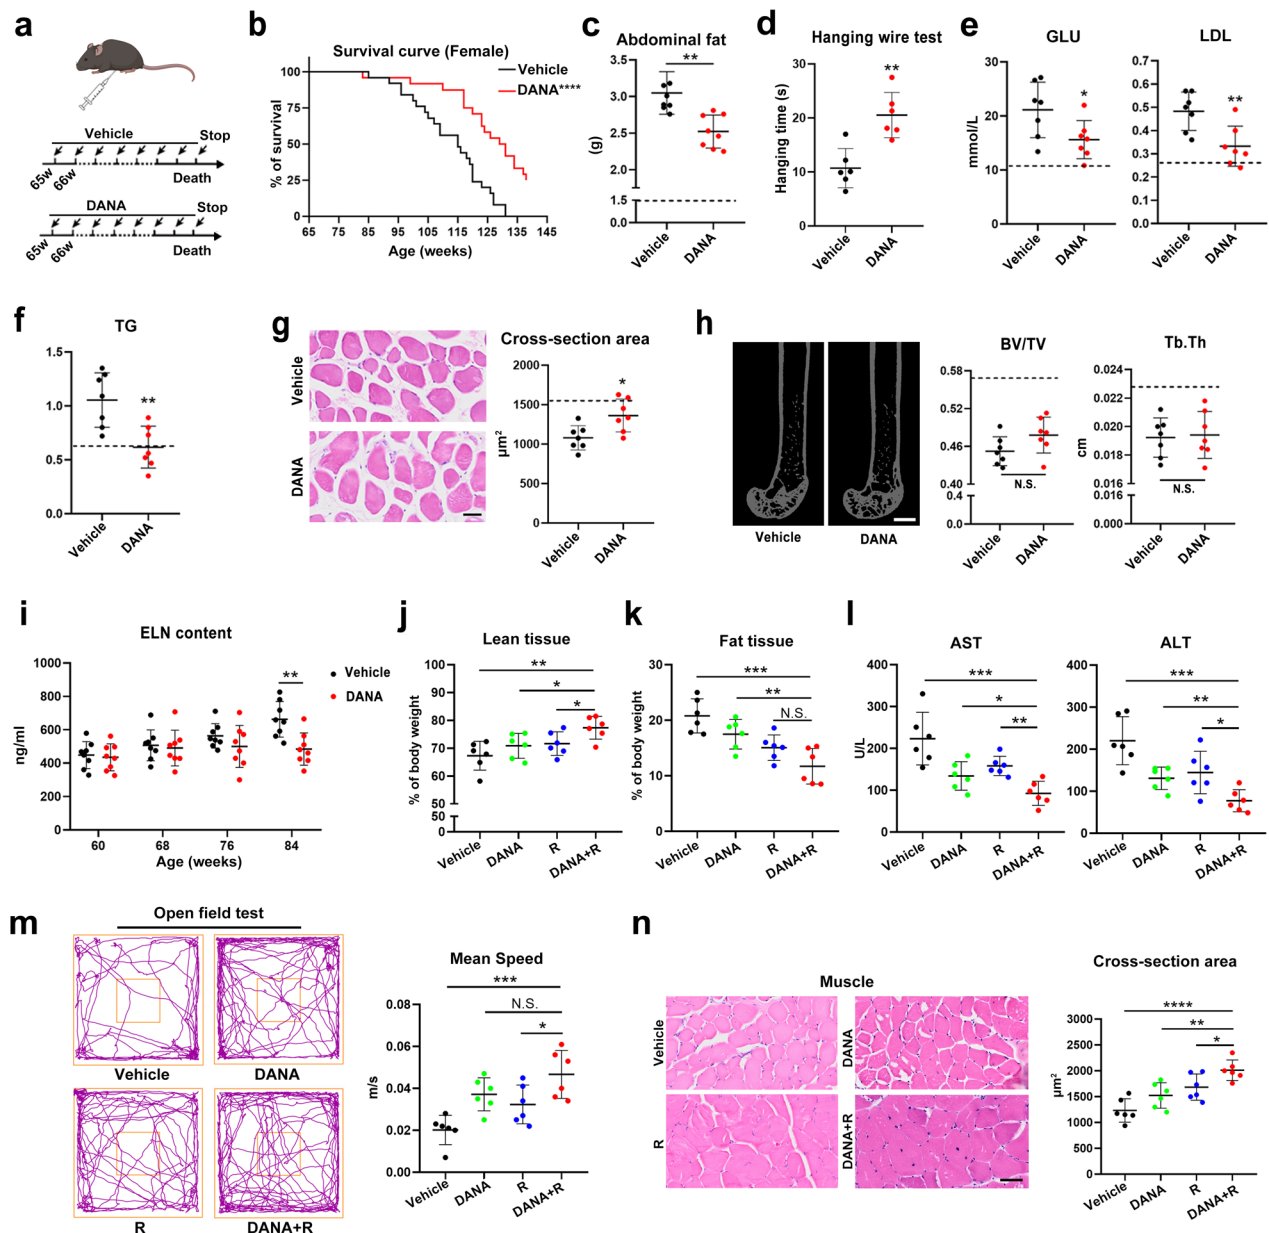 a
Vehicle
Stop
65w
66w
Death
DANA
Stop
65w
66w
Death
b
Survival curve (Female)
Vehicle
DANA****
% of survival
100
75
50
25
0
65 75 85 95 105 115 125 135 145
Age (weeks)
c
Abdominal fat
**
(g)
3.5
3.0
2.5
2.0
1.5
0.0
Vehicle
DANA
d
Hanging wire test
**
Hanging time (s)
30
20
10
0
Vehicle
DANA
e
GLU
*
mmol/L
30
20
10
0
Vehicle
DANA
LDL
**
0.7
0.6
0.5
0.4
0.3
0.2
0.1
0.0
Vehicle
DANA
f
TG
**
1.5
1.0
0.5
0.0
Vehicle
DANA
g
Vehicle
DANA
Cross-section area
*
µm²
2000
1500
1000
500
0
Vehicle
DANA
h
Vehicle
DANA
BV/TV
0.58
0.52
0.46
0.40
0.4
0.0
N.S.
Vehicle
DANA
Tb.Th
cm
0.024
0.022
0.020
0.018
0.016
0.016
0.000
N.S.
Vehicle
DANA
i
ELN content
Vehicle
DANA
**
ng/ml
1000
800
600
400
200
0
60 68 76 84
Age (weeks)
j
Lean tissue
**
*
*
% of body weight
100
90
80
70
60
50
50
0
Vehicle
DANA
R
DANA+R
k
Fat tissue
***
**
N.S.
% of body weight
30
20
10
0
Vehicle
DANA
R
DANA+R
l
AST
***
*
**
U/L
400
300
200
100
0
Vehicle
DANA
R
DANA+R
ALT
***
**
*
400
300
200
100
0
Vehicle
DANA
R
DANA+R
m
Open field test
Vehicle
DANA
R
DANA+R
Mean Speed
***
N.S.
*
m/s
0.08
0.06
0.04
0.02
0.00
Vehicle
DANA
R
DANA+R
n
Muscle
Vehicle
DANA
R
DANA+R
Cross-section area
****
**
*
µm²
3000
2500
2000
1500
1000
500
0
Vehicle
DANA
R
DANA+R